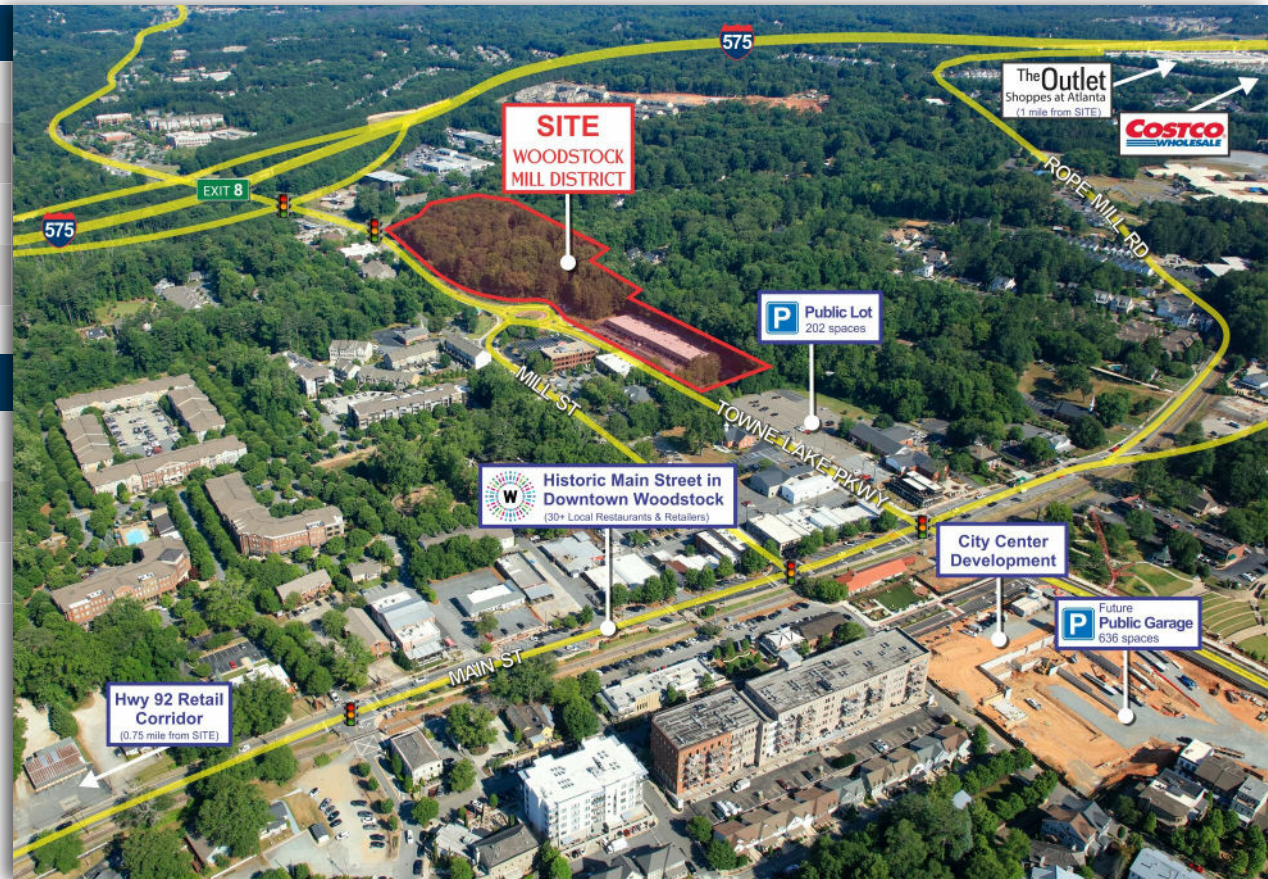 575
The Outlet
Shoppes at Atlanta
(1 mile from SITE)
COSTCO
WHOLESALE
SITE
WOODSTOCK
MILL DISTRICT
EXIT 8
575
ROPE MILL RD
P Public Lot
202 spaces
MILL ST
TOWNE LAKE PKWY
W
Historic Main Street in
Downtown Woodstock
(30+ Local Restaurants & Retailers)
City Center
Development
P Future
Public Garage
636 spaces
MAIN ST
Hwy 92 Retail
Corridor
(0.75 mile from SITE)